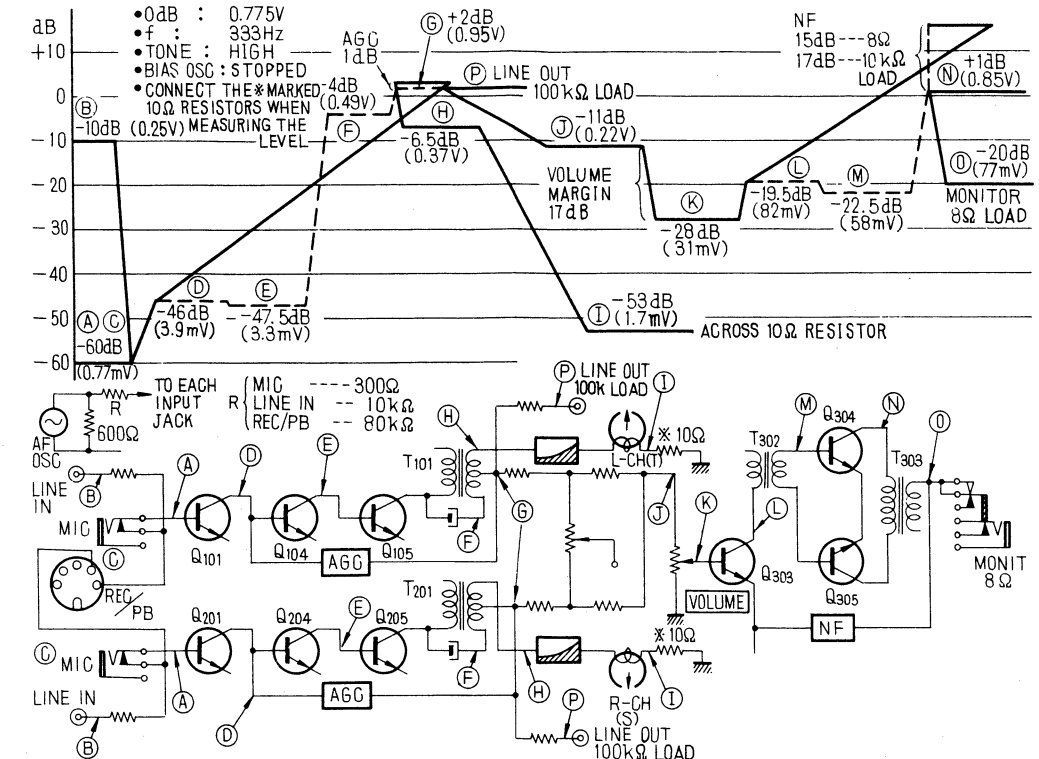 dB
+10
0
−10
−20
−30
−40
−50
−60
•0dB : 0.775V
•f : 333Hz
•TONE : HIGH
•BIAS OSC : STOPPED
•CONNECT THE ※ MARKED
10Ω RESISTORS WHEN
MEASURING THE
LEVEL
Ⓑ
−10dB
(0.25V)
Ⓐ Ⓒ
−60dB
(0.77mV)
Ⓓ
−46dB
(3.9mV)
Ⓔ
−47.5dB
(3.3mV)
−4dB
(0.49V)
Ⓕ
AGC
1dB
Ⓖ +2dB
(0.95V)
Ⓟ LINE OUT
100kΩ LOAD
Ⓗ
−6.5dB
(0.37V)
Ⓘ −53dB
(1.7mV)
ACROSS 10Ω RESISTOR
Ⓙ −11dB
(0.22V)
VOLUME
MARGIN
17dB
Ⓚ
−28dB
(31mV)
Ⓛ
−19.5dB
(82mV)
Ⓜ
−22.5dB
(58mV)
NF
15dB---8Ω
17dB---10kΩ
LOAD
Ⓝ +1dB
(0.85V)
Ⓞ −20dB
(77mV)
MONITOR
8Ω LOAD
AF
OSC
R
600Ω
TO EACH
INPUT
JACK
R
MIC ----300Ω
LINE IN -- 10kΩ
REC/PB -- 80kΩ
LINE
IN
Ⓑ
Ⓐ
MIC
Ⓒ
REC/PB
Ⓒ
MIC
Ⓐ
LINE IN
Ⓑ
Q101
Ⓓ
Q104
Ⓔ
Q105
AGC
T101
Ⓗ
Ⓕ
Ⓖ
Q201
Q204
Ⓔ
Q205
AGC
Ⓓ
T201
Ⓕ
Ⓗ
Ⓟ LINE OUT
100k LOAD
Ⓘ
L-CH(T)
※10Ω
Ⓙ
Ⓚ
VOLUME
※10Ω
Ⓘ
R-CH
(S)
Ⓟ
LINE OUT
100kΩ LOAD
T302
Ⓜ
Q304
Ⓝ
T303
Ⓞ
Ⓛ
Q303
Q305
NF
MONIT
8Ω